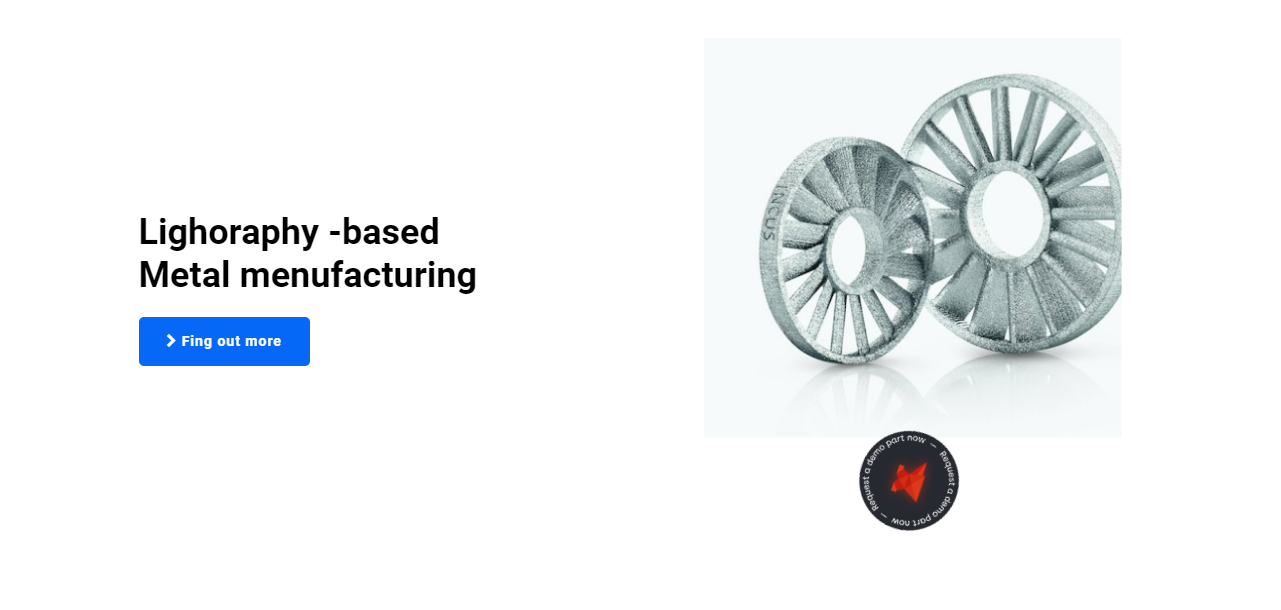 Lighoraphy -based
Metal menufacturing
Fing out more
INCUS
Request a demo part now — Request a demo part now —